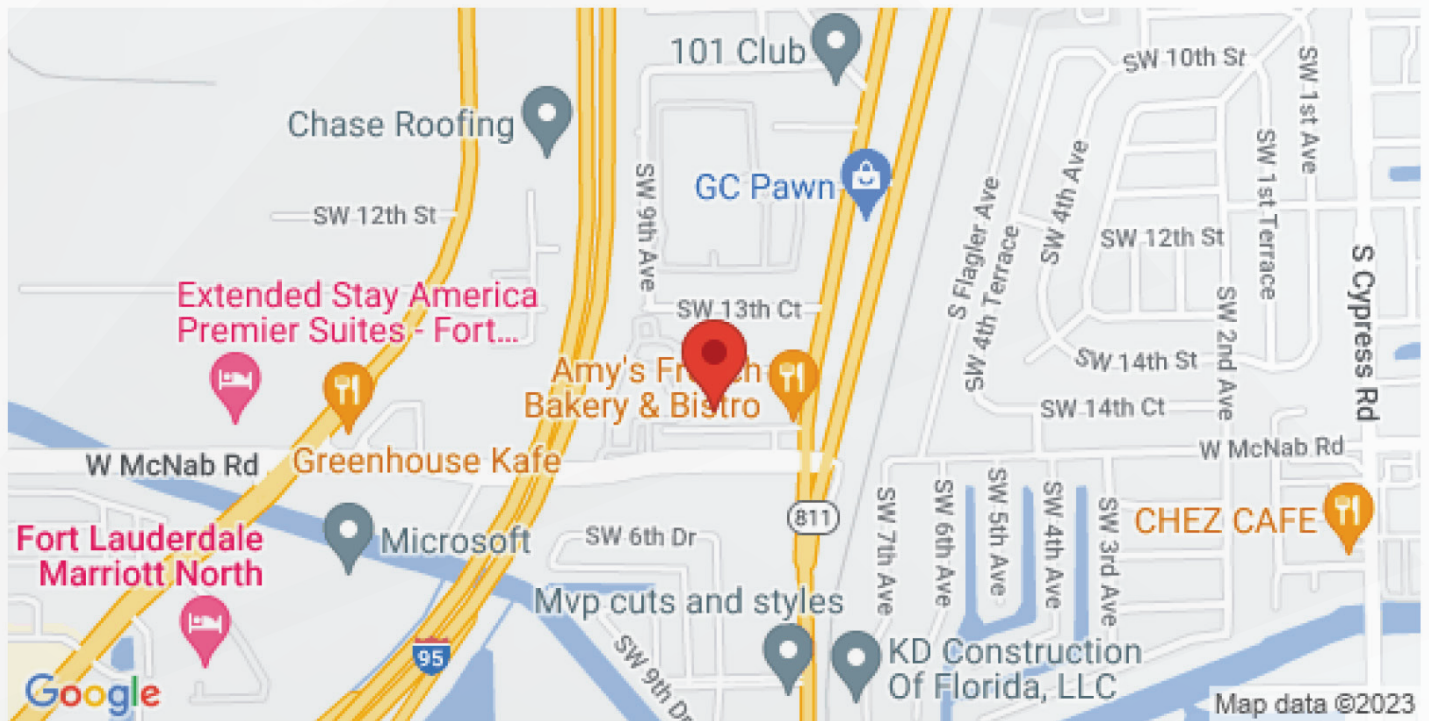 101 Club
SW 10th St
SW 1st Ave
Chase Roofing
SW 1st Terrace
SW 9th Ave
GC Pawn
SW 4th Ave
S Flagler Ave
SW 12th St
SW 12th St
SW 4th Terrace
S Cypress Rd
Extended Stay America
Premier Suites - Fort...
SW 13th Ct
SW 2nd Ave
SW 14th St
Amy's French
Bakery & Bistro
SW 14th Ct
W McNab Rd
Greenhouse Kafe
W McNab Rd
811
SW 7th Ave
SW 6th Ave
SW 5th Ave
SW 4th Ave
SW 3rd Ave
CHEZ CAFE
Fort Lauderdale
Marriott North
Microsoft
SW 6th Dr
Mvp cuts and styles
95
SW 9th Dr
KD Construction
Of Florida, LLC
Google
Map data ©2023